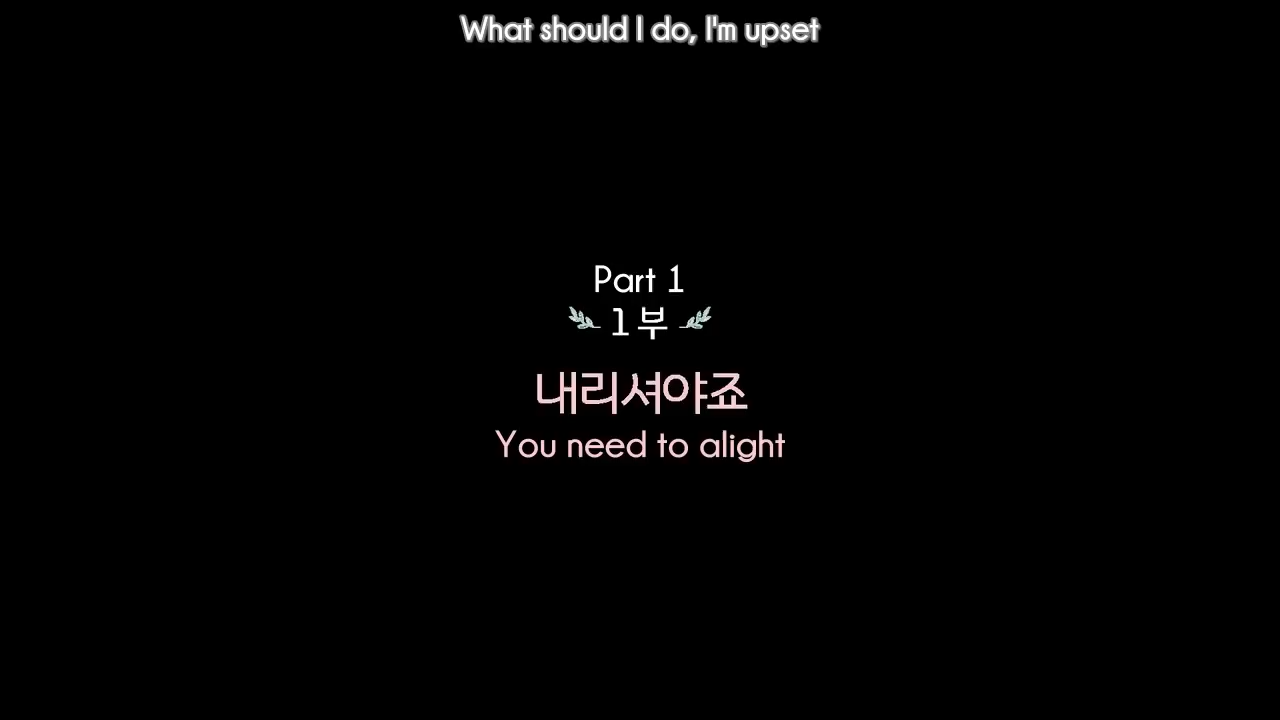 What should I do, I'm upset
Part 1
1부
내리셔야죠
You need to alight